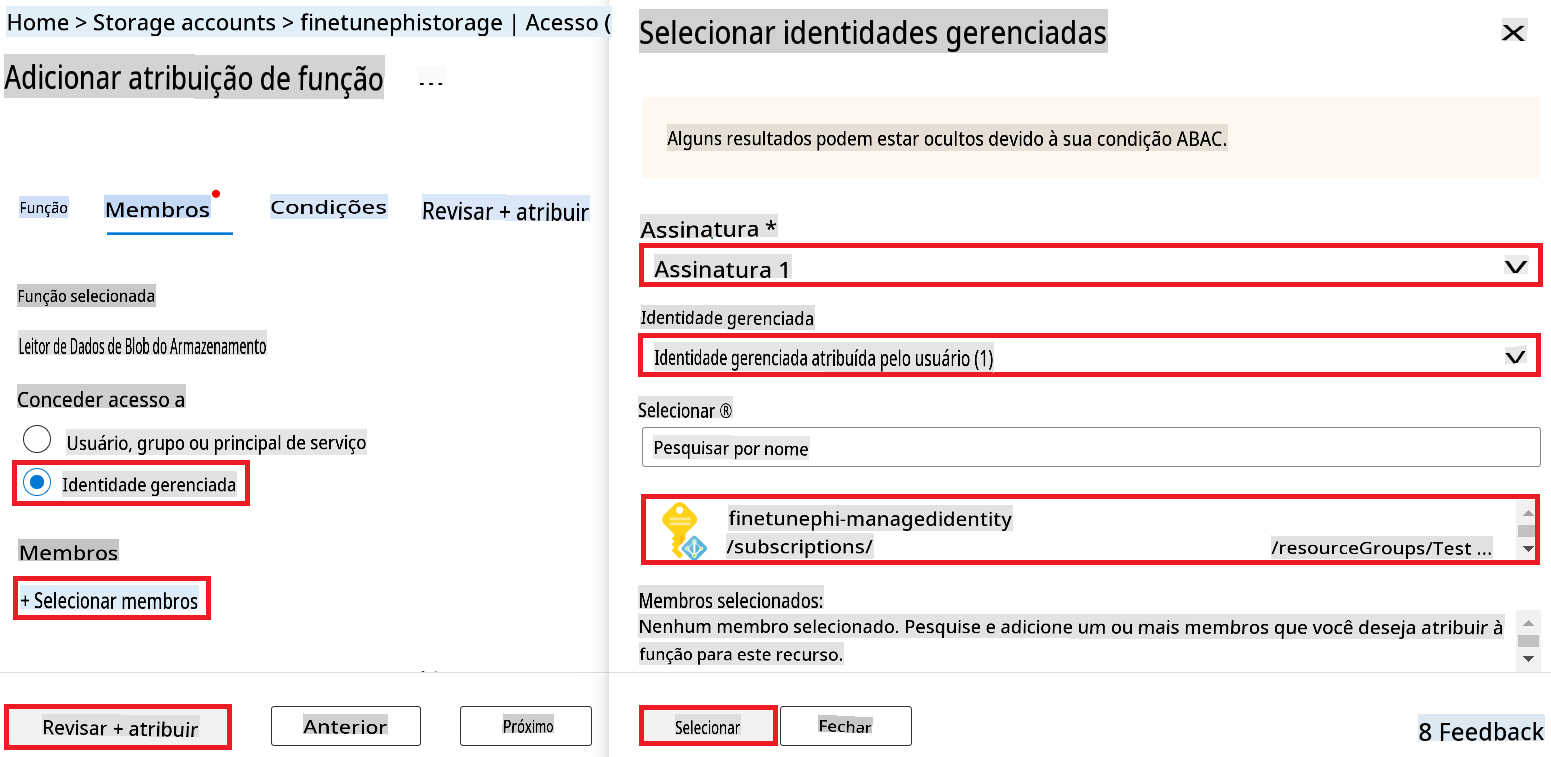 Home > Storage accounts > finetunephistorage | Acesso (
Adicionar atribuição de função
...
Função
Membros
Condições
Revisar + atribuir
Função selecionada
Leitor de Dados de Blob do Armazenamento
Conceder acesso a
Usuário, grupo ou principal de serviço
Identidade gerenciada
Membros
+ Selecionar membros
Revisar + atribuir
Anterior
Próximo
Selecionar identidades gerenciadas
Alguns resultados podem estar ocultos devido à sua condição ABAC.
Assinatura *
Assinatura 1
Identidade gerenciada
Identidade gerenciada atribuída pelo usuário (1)
Selecionar ®
Pesquisar por nome
finetunephi-managedidentity
/subscriptions/ /resourceGroups/Test ...
Membros selecionados:
Nenhum membro selecionado. Pesquise e adicione um ou mais membros que você deseja atribuir à
função para este recurso.
Selecionar
Fechar
8 Feedback